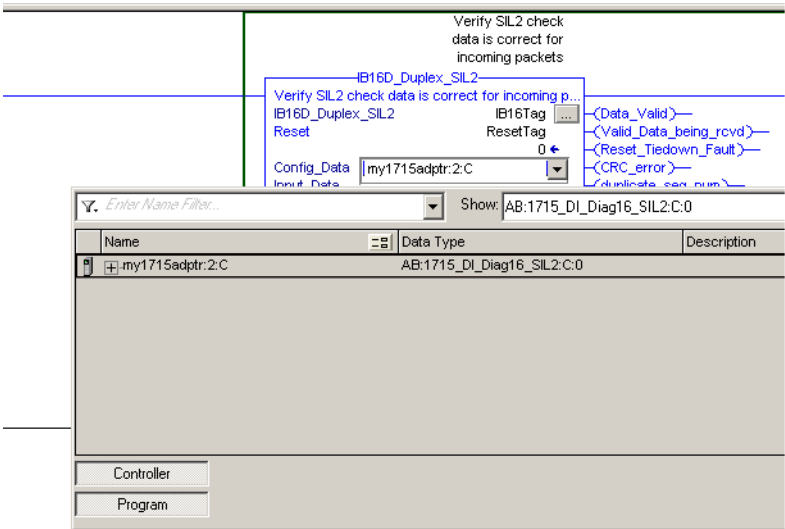 Verify SIL2 check
data is correct for
incoming packets
IB16D_Duplex_SIL2
Verify SIL2 check data is correct for incoming p...
IB16D_Duplex_SIL2 IB16Tag ... (Data_Valid)
Reset ResetTag (Valid_Data_being_rcvd)
0 (Reset_Tiedown_Fault)
Config_Data my1715adptr:2:C (CRC_error)
Input_Data (duplicate_seq_num)
Enter Name Filter... Show: AB:1715_DI_Diag16_SIL2:C:0
Name Data Type Description
my1715adptr:2:C AB:1715_DI_Diag16_SIL2:C:0
Controller
Program